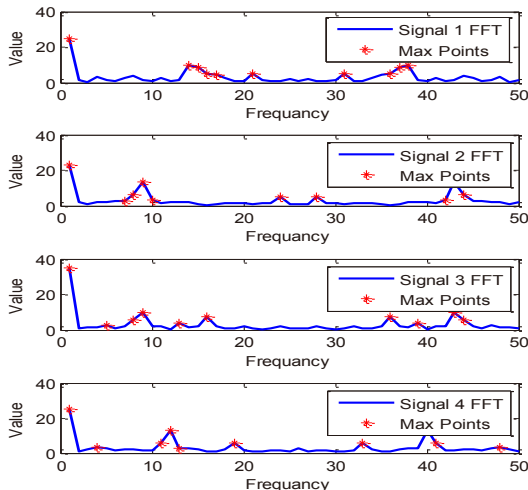 40
20
0
0
10
20
30
40
50
Value
Frequancy
Signal 1 FFT
Max Points
40
20
0
0
10
20
30
40
50
Value
Frequancy
Signal 2 FFT
Max Points
40
20
0
0
10
20
30
40
50
Value
Frequancy
Signal 3 FFT
Max Points
40
20
0
0
10
20
30
40
50
Value
Frequancy
Signal 4 FFT
Max Points